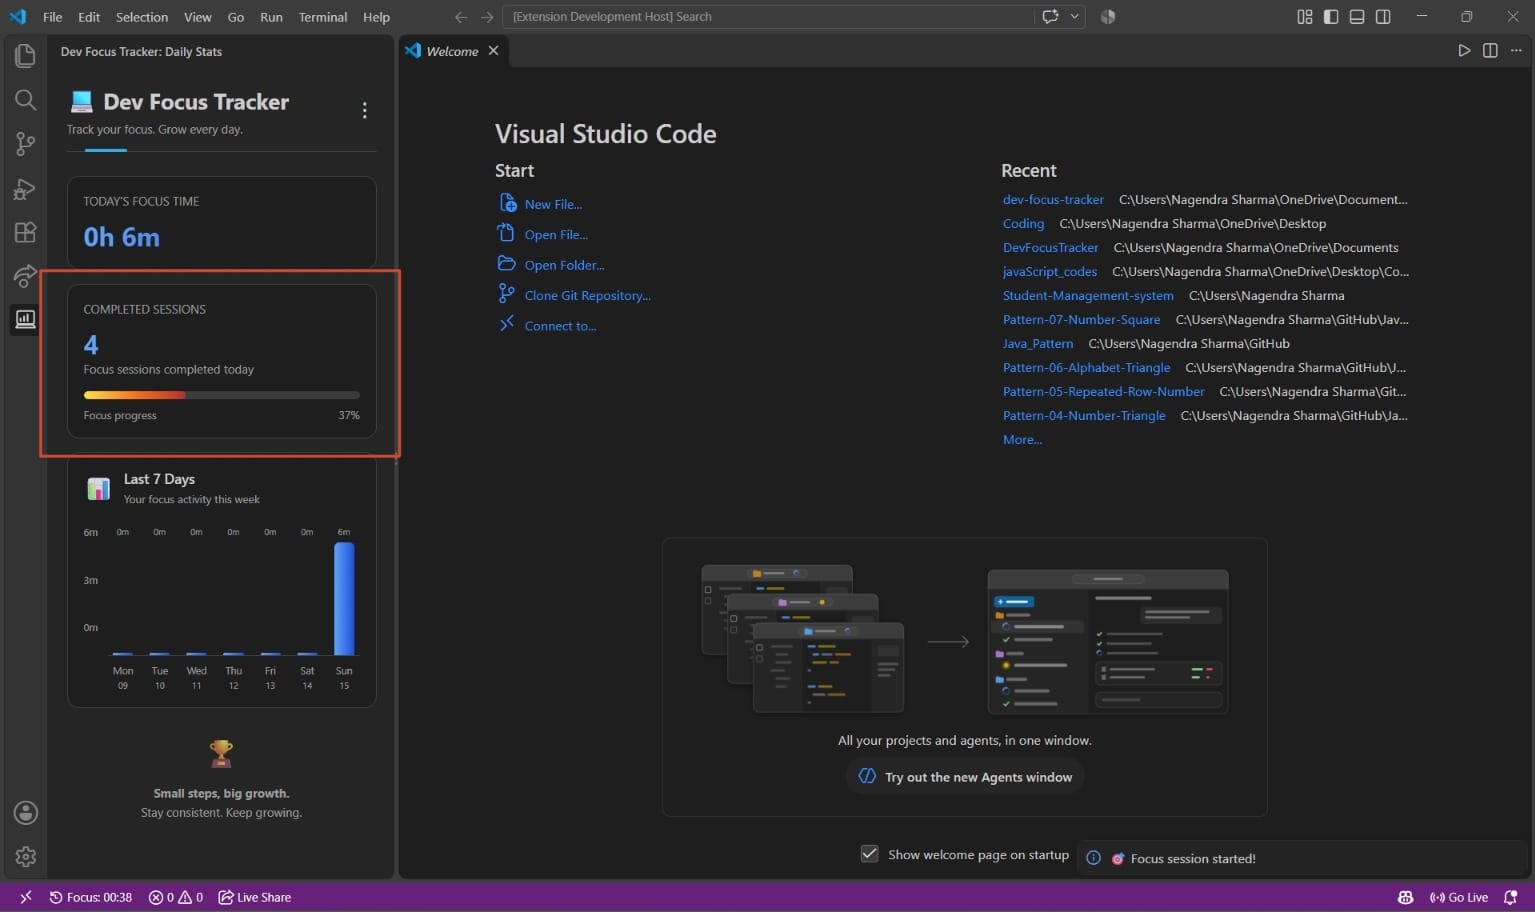 File Edit Selection View Go Run Terminal Help
[Extension Development Host] Search
Dev Focus Tracker: Daily Stats
Welcome
Dev Focus Tracker
Track your focus. Grow every day.
TODAY'S FOCUS TIME
0h 6m
COMPLETED SESSIONS
4
Focus sessions completed today
Focus progress 37%
Last 7 Days
Your focus activity this week
6m 0m 0m 0m 0m 0m 0m 6m
3m
0m
Mon Tue Wed Thu Fri Sat Sun
09 10 11 12 13 14 15
Small steps, big growth.
Stay consistent. Keep growing.
Visual Studio Code
Start
New File...
Open File...
Open Folder...
Clone Git Repository...
Connect to...
Recent
dev-focus-tracker C:\Users\Nagendra Sharma\OneDrive\Document...
Coding C:\Users\Nagendra Sharma\OneDrive\Desktop
DevFocusTracker C:\Users\Nagendra Sharma\OneDrive\Documents
javaScript_codes C:\Users\Nagendra Sharma\OneDrive\Desktop\Co...
Student-Management-system C:\Users\Nagendra Sharma
Pattern-07-Number-Square C:\Users\Nagendra Sharma\GitHub\Jav...
Java_Pattern C:\Users\Nagendra Sharma\GitHub
Pattern-06-Alphabet-Triangle C:\Users\Nagendra Sharma\GitHub\J...
Pattern-05-Repeated-Row-Number C:\Users\Nagendra Sharma\Git...
Pattern-04-Number-Triangle C:\Users\Nagendra Sharma\GitHub\Ja...
More...
All your projects and agents, in one window.
Try out the new Agents window
Show welcome page on startup
Focus session started!
Focus: 00:38 0 0 Live Share Go Live